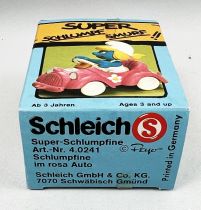 SUPER
SCHLUMPF SMURF !!
Ab 3 Jahren
Ages 3 and up
Schleich S
Printed in Germany
Super-Schlumpfine
© Peyo
Art.-Nr. 4.0241
Schlumpfine
im rosa Auto
Schleich GmbH & Co. KG.
7070 Schwäbisch Gmünd